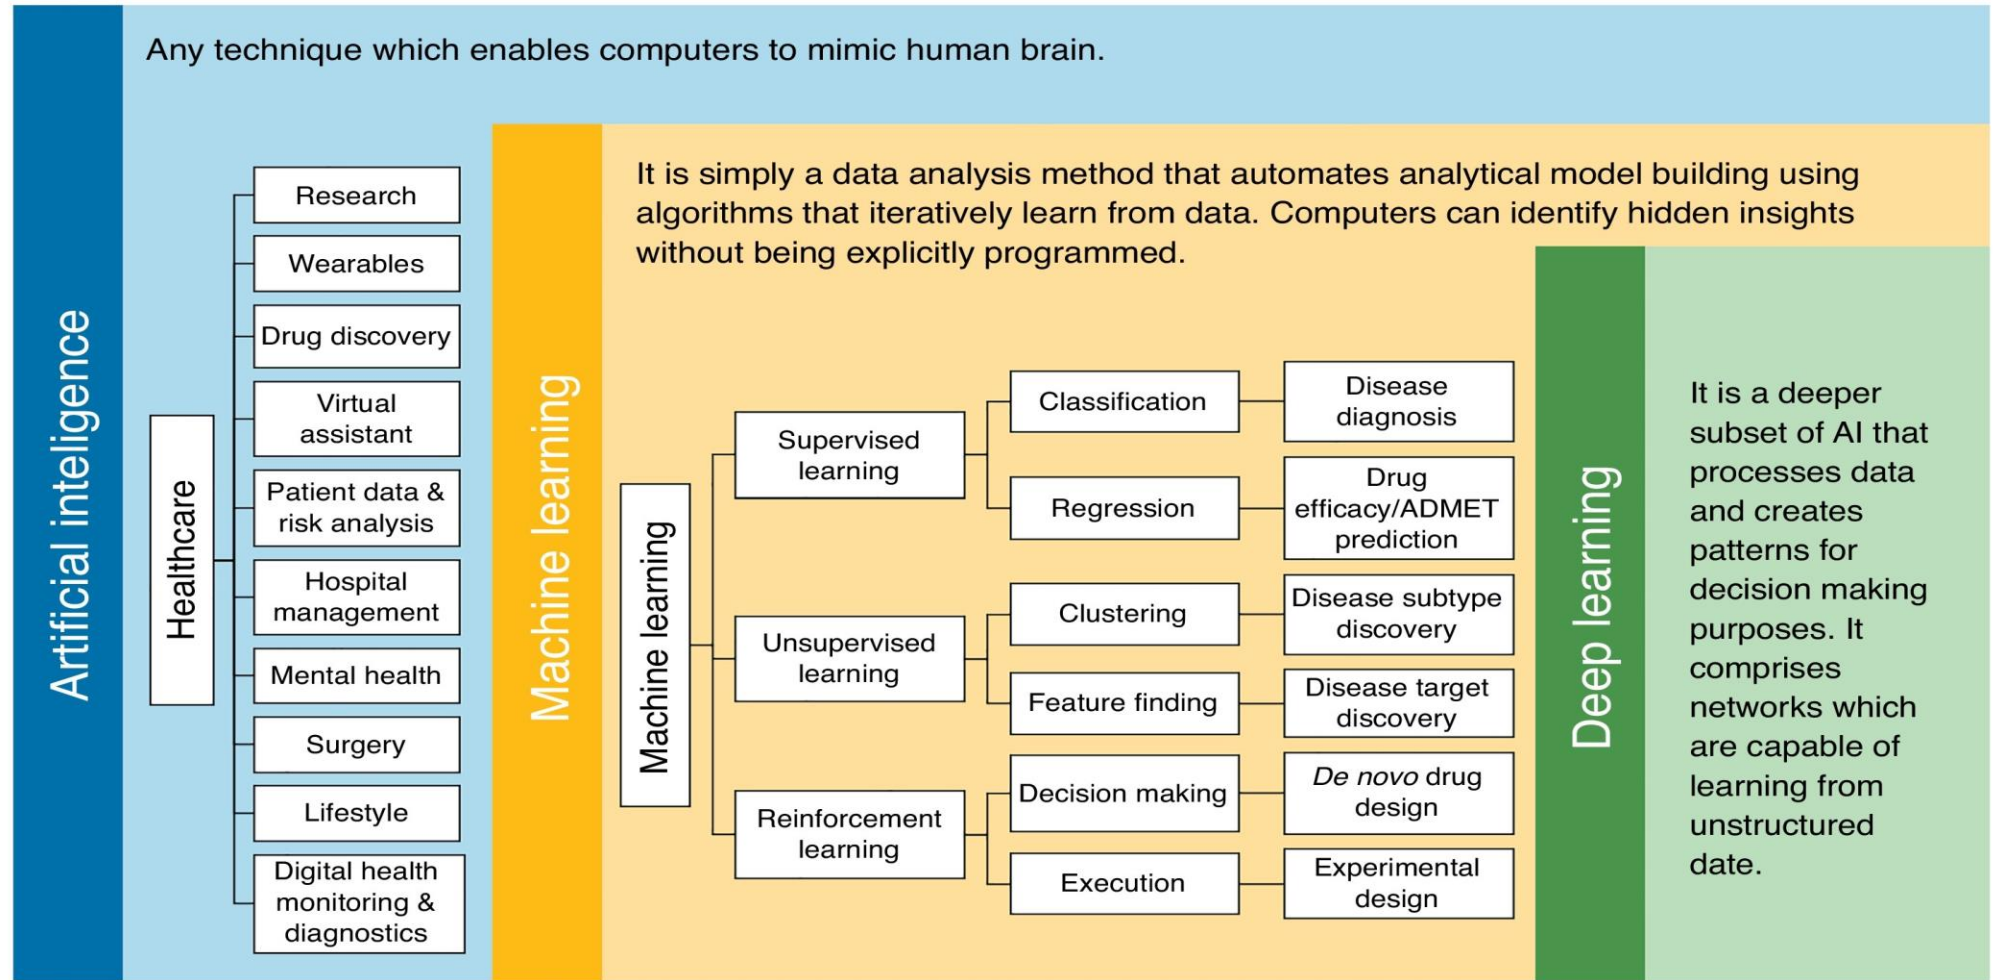 Artificial inteligence
Any technique which enables computers to mimic human brain.
Healthcare
Research
Wearables
Drug discovery
Virtual
assistant
Patient data &
risk analysis
Hospital
management
Mental health
Surgery
Lifestyle
Digital health
monitoring &
diagnostics
Machine learning
It is simply a data analysis method that automates analytical model building using
algorithms that iteratively learn from data. Computers can identify hidden insights
without being explicitly programmed.
Machine learning
Supervised
learning
Classification
Disease
diagnosis
Regression
Drug
efficacy/ADMET
prediction
Unsupervised
learning
Clustering
Disease subtype
discovery
Feature finding
Disease target
discovery
Reinforcement
learning
Decision making
De novo drug
design
Execution
Experimental
design
Deep learning
It is a deeper
subset of AI that
processes data
and creates
patterns for
decision making
purposes. It
comprises
networks which
are capable of
learning from
unstructured
date.